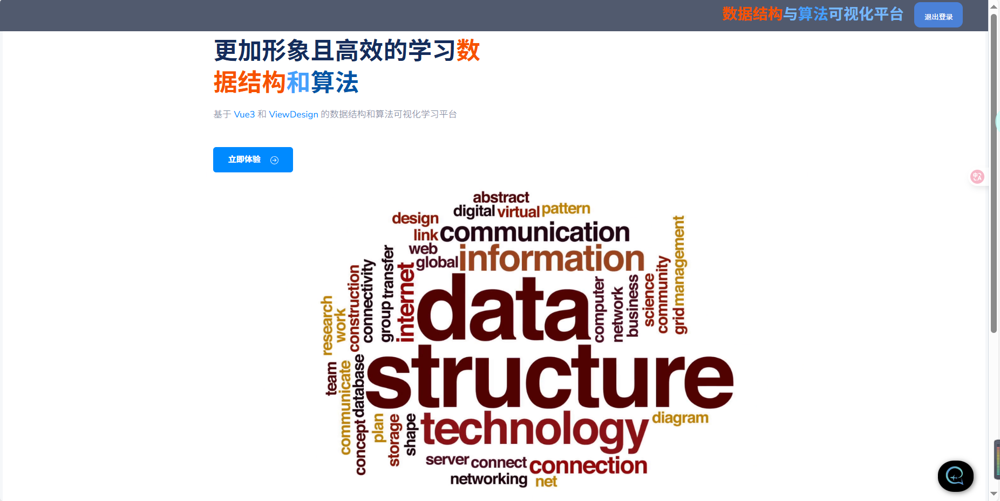 数据结构与算法可视化平台
退出登录
更加形象且高效的学习数
据结构和算法
基于 Vue3 和 ViewDesign 的数据结构和算法可视化学习平台
立即体验
abstract
digital virtual pattern
design
link communication
web
global information
management
transfer
group
internet
connectivity
construction
work
research
data
computer
network
business
science
community
grid
structure
team
communicate
database
concept
plan
storage
shape
technology
diagram
server connect connection
networking net
中
A